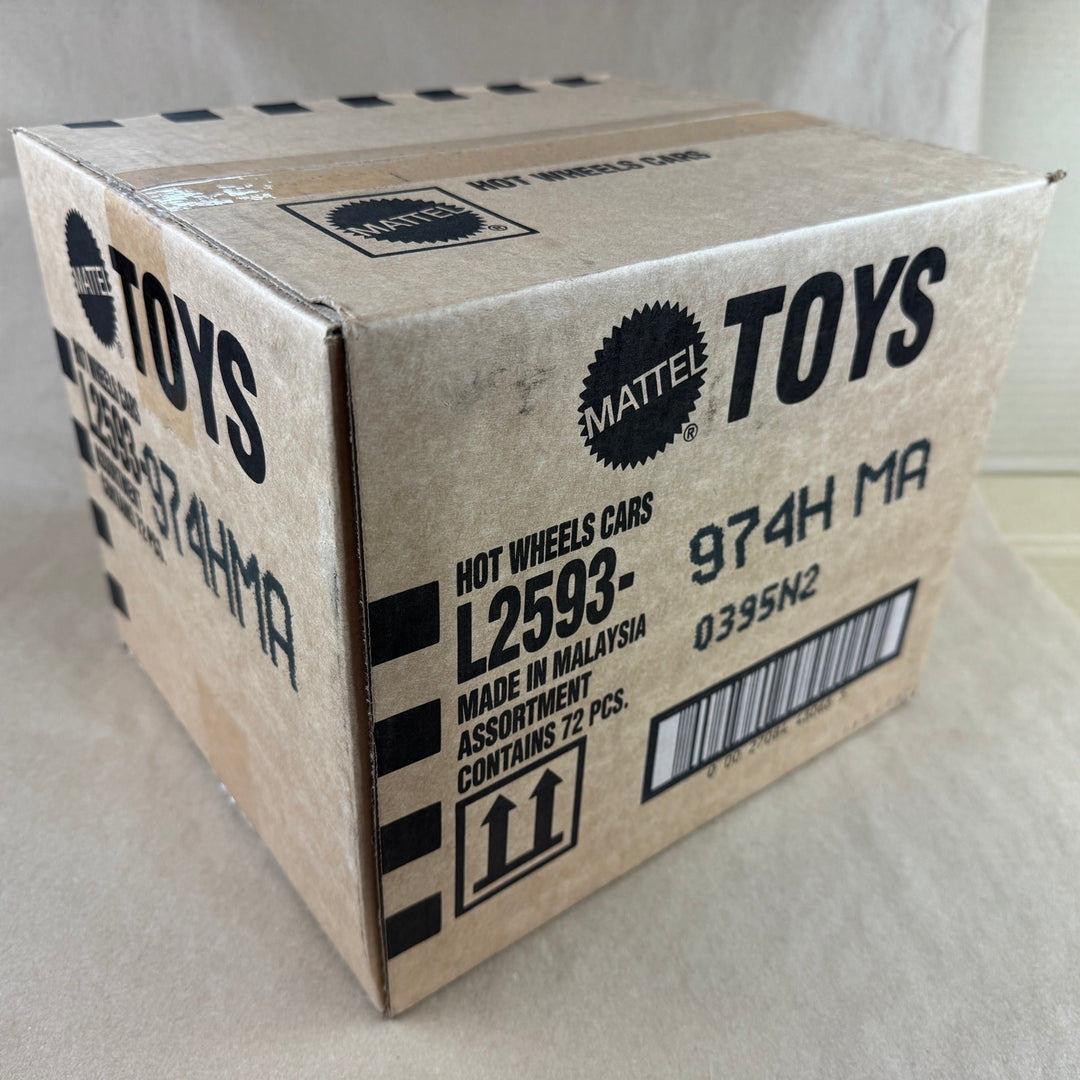 MATTEL ®
HOT WHEELS CARS
MATTEL ® TOYS
HOT WHEELS CARS
L2593-974HMA
ASSORTMENT
MATTEL ® TOYS
HOT WHEELS CARS
L2593-
974H MA
MADE IN MALAYSIA
0395N2
ASSORTMENT
CONTAINS 72 PCS.